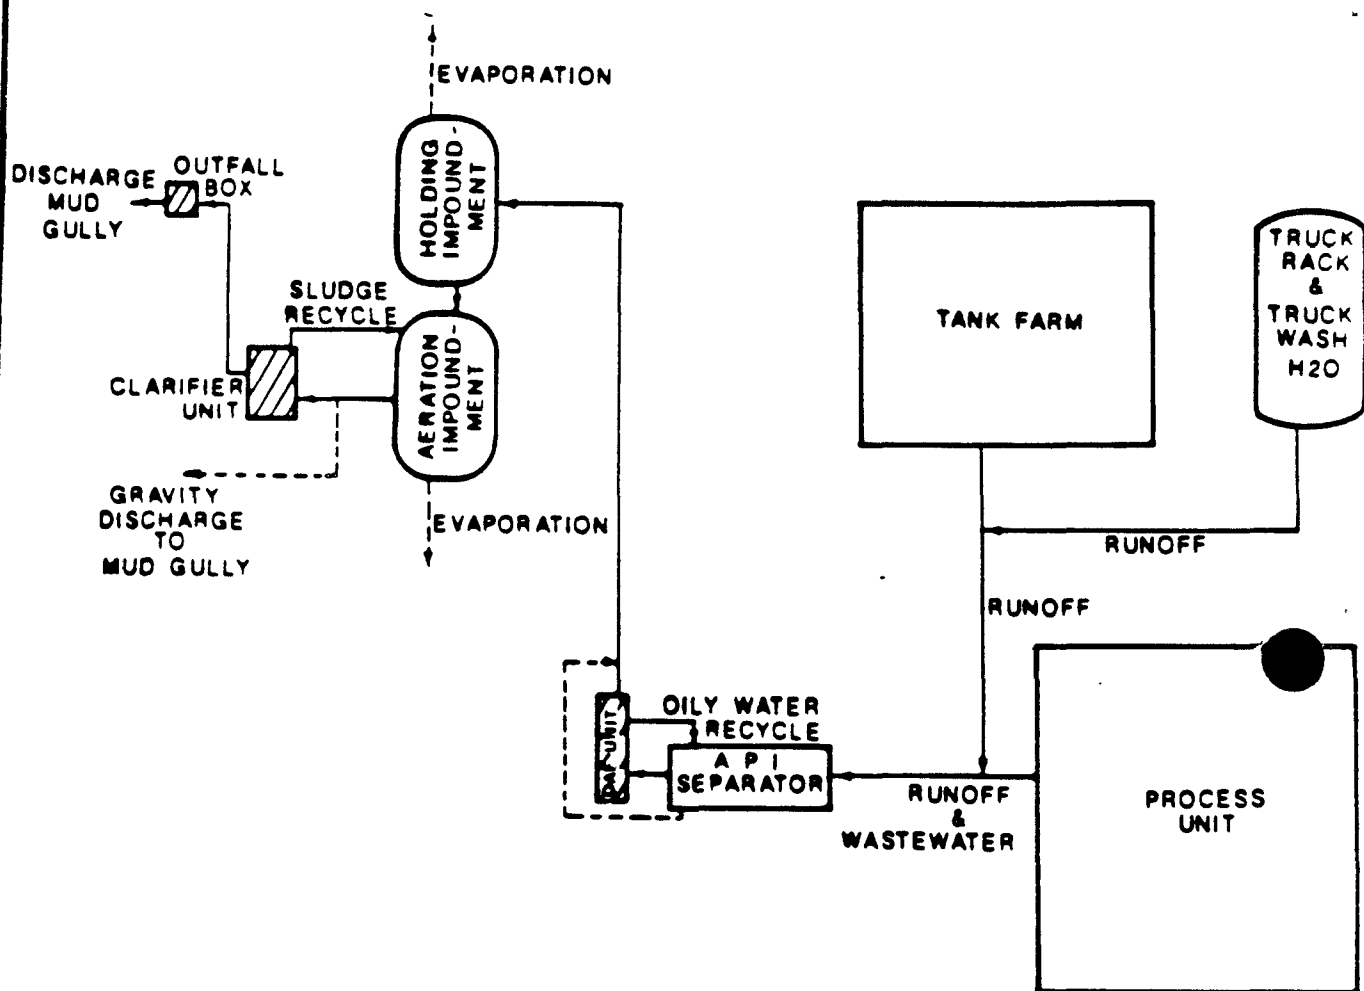 EVAPORATION
HOLDING
IMPOUND-
MENT
OUTFALL
BOX
DISCHARGE
MUD
GULLY
SLUDGE
RECYCLE
AERATION
IMPOUND-
MENT
CLARIFIER
UNIT
GRAVITY
DISCHARGE
TO
MUD GULLY
EVAPORATION
TANK FARM
TRUCK
RACK
&
TRUCK
WASH
H2O
RUNOFF
RUNOFF
OILY WATER
RECYCLE
DAF UNIT
API
SEPARATOR
RUNOFF
&
WASTEWATER
PROCESS
UNIT